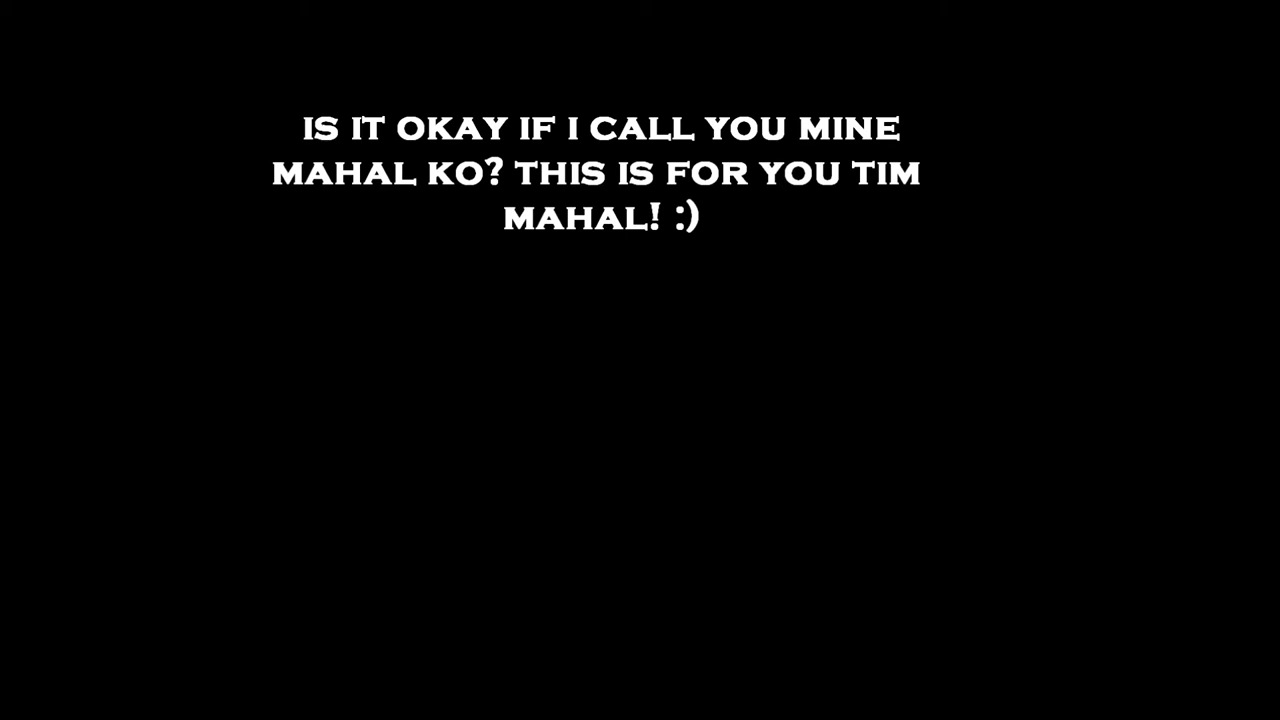 IS IT OKAY IF I CALL YOU MINE
MAHAL KO? THIS IS FOR YOU TIM
MAHAL! :)